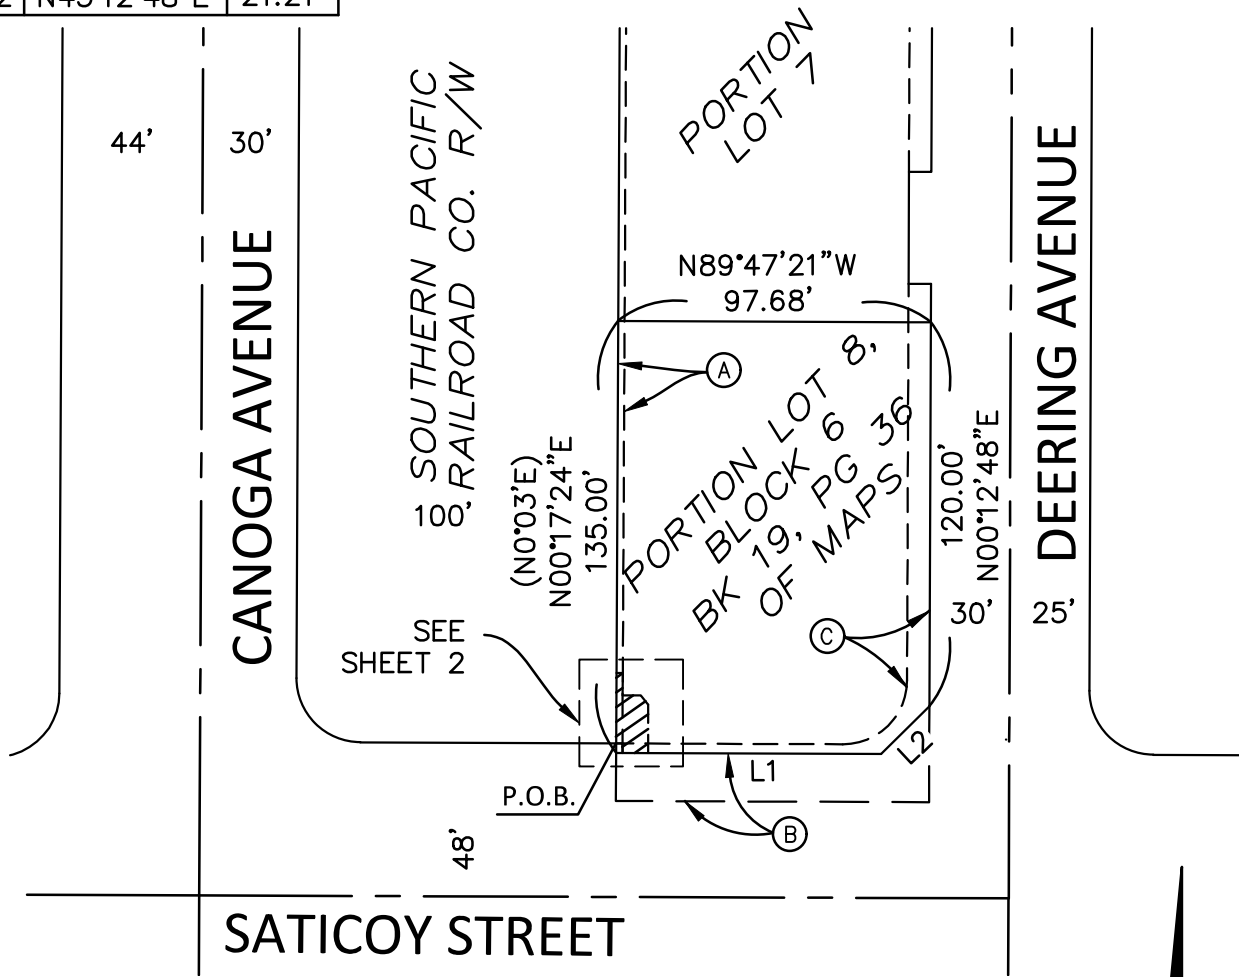 N45°12'48"E 21.21'
44'
30'
SOUTHERN PACIFIC
RAILROAD CO. R/W
100'
PORTION
LOT 7
CANOGA AVENUE
DEERING AVENUE
N89°47'21"W
97.68'
A
PORTION LOT 8,
BLOCK 6
BK 19, PG 36
OF MAPS
(N0°03'E)
N00°17'24"E
135.00'
120.00'
N00°12'48"E
C
30'
25'
SEE
SHEET 2
L2
L1
P.O.B.
B
48'
SATICOY STREET